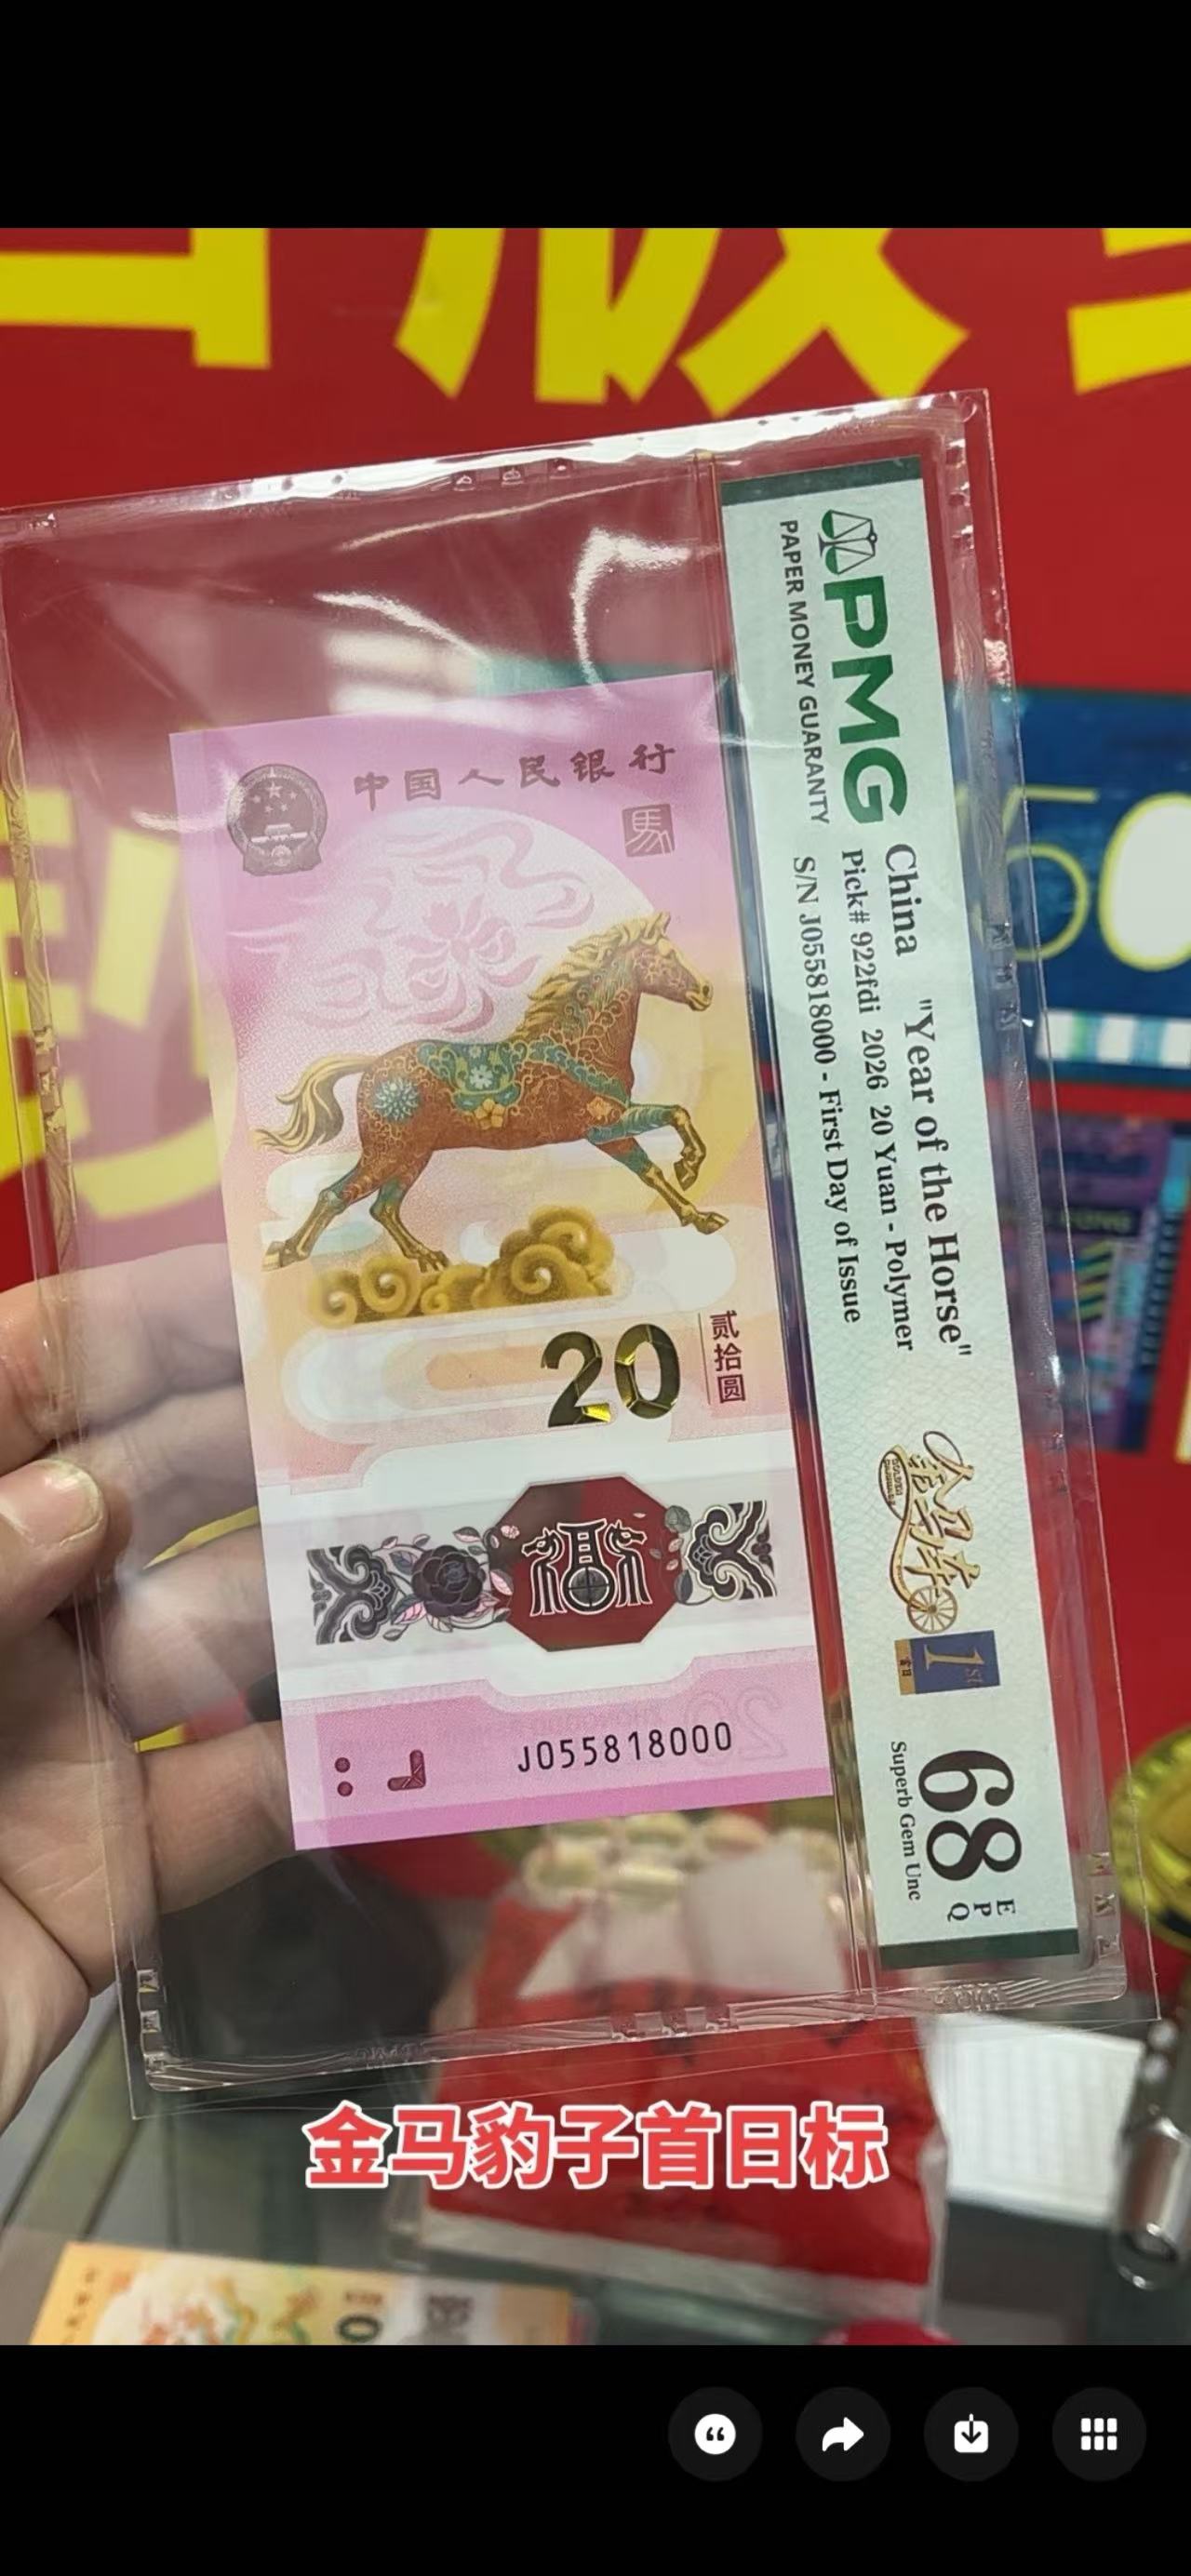 中国人民银行
馬
20
贰拾圆
J055818000
PMG
PAPER MONEY GUARANTY
China "Year of the Horse"
Pick# 922fdi 2026 20 Yuan - Polymer
S/N J055818000 - First Day of Issue
1st
68
EPQ
Superb Gem Unc
金马豹子首日标